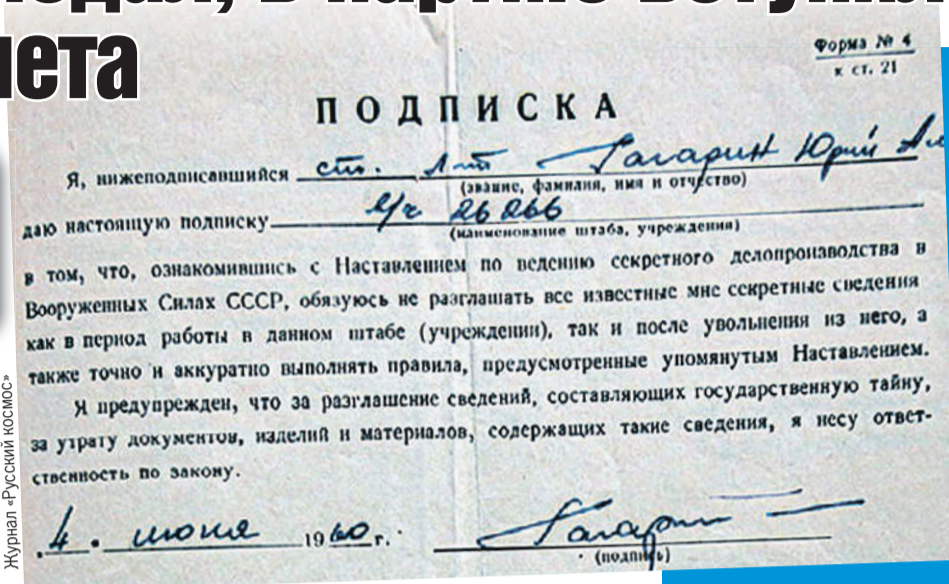 в партию
ета
Форма № 4
к ст. 21
ПОДПИСКА
Я, нижеподписавшийся ст. л-т Гагарин Юрий Ал
(звание, фамилия, имя и отчество)
даю настоящую подписку в/ч 26266
(наименование штаба, учреждения)
в том, что, ознакомившись с Наставлением по ведению секретного делопроизводства в
Вооруженных Силах СССР, обязуюсь не разглашать все известные мне секретные сведения
как в период работы в данном штабе (учреждении), так и после увольнения из него, а
также точно и аккуратно выполнять правила, предусмотренные упомянутым Наставлением.
Я предупрежден, что за разглашение сведений, составляющих государственную тайну,
за утрату документов, изделий и материалов, содержащих такие сведения, я несу ответ-
ственность по закону.
4. июня 1960 г. Гагарин
(подпись)
Журнал «Русский космос»